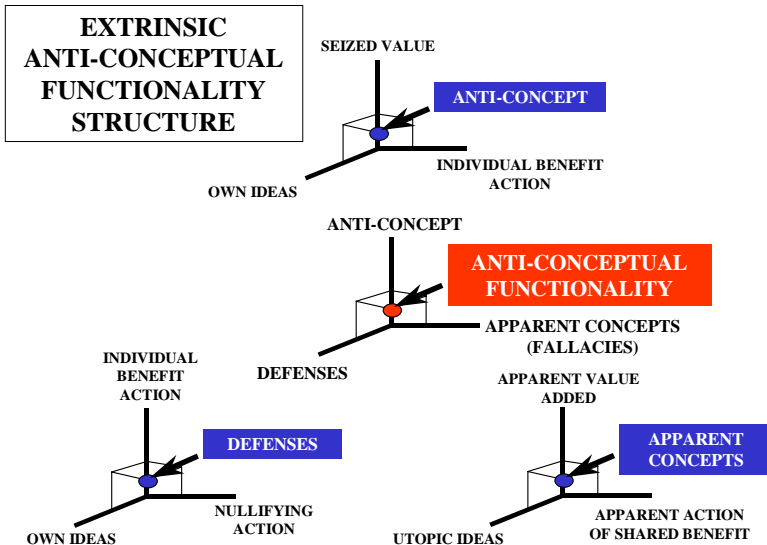 EXTRINSIC
ANTI-CONCEPTUAL
FUNCTIONALITY
STRUCTURE
SEIZED VALUE
ANTI-CONCEPT
INDIVIDUAL BENEFIT
ACTION
OWN IDEAS
ANTI-CONCEPT
ANTI-CONCEPTUAL
FUNCTIONALITY
APPARENT CONCEPTS
(FALLACIES)
DEFENSES
INDIVIDUAL
BENEFIT
ACTION
DEFENSES
NULLIFYING
ACTION
OWN IDEAS
APPARENT VALUE
ADDED
APPARENT
CONCEPTS
APPARENT ACTION
OF SHARED BENEFIT
UTOPIC IDEAS